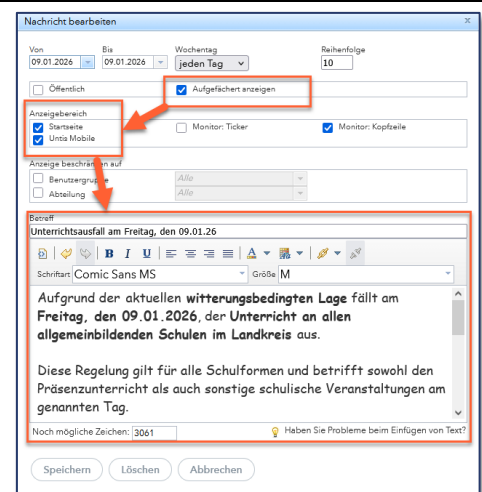 Nachricht bearbeiten x
Von Bis Wochentag Reihenfolge
09.01.2026 09.01.2026 jeden Tag 10
Öffentlich Aufgefächert anzeigen
Anzeigebereich
Startseite Monitor: Ticker Monitor: Kopfzeile
Untis Mobile
Anzeige beschränken auf
Benutzergruppe Alle
Abteilung Alle
Betreff
Unterrichtsausfall am Freitag, den 09.01.26
B I U A
Schriftart Comic Sans MS Größe M
Aufgrund der aktuellen witterungsbedingten Lage fällt am
Freitag, den 09.01.2026, der Unterricht an allen
allgemeinbildenden Schulen im Landkreis aus.
Diese Regelung gilt für alle Schulformen und betrifft sowohl den
Präsenzunterricht als auch sonstige schulische Veranstaltungen am
genannten Tag.
Noch mögliche Zeichen: 3061 Haben Sie Probleme beim Einfügen von Text?
Speichern Löschen Abbrechen